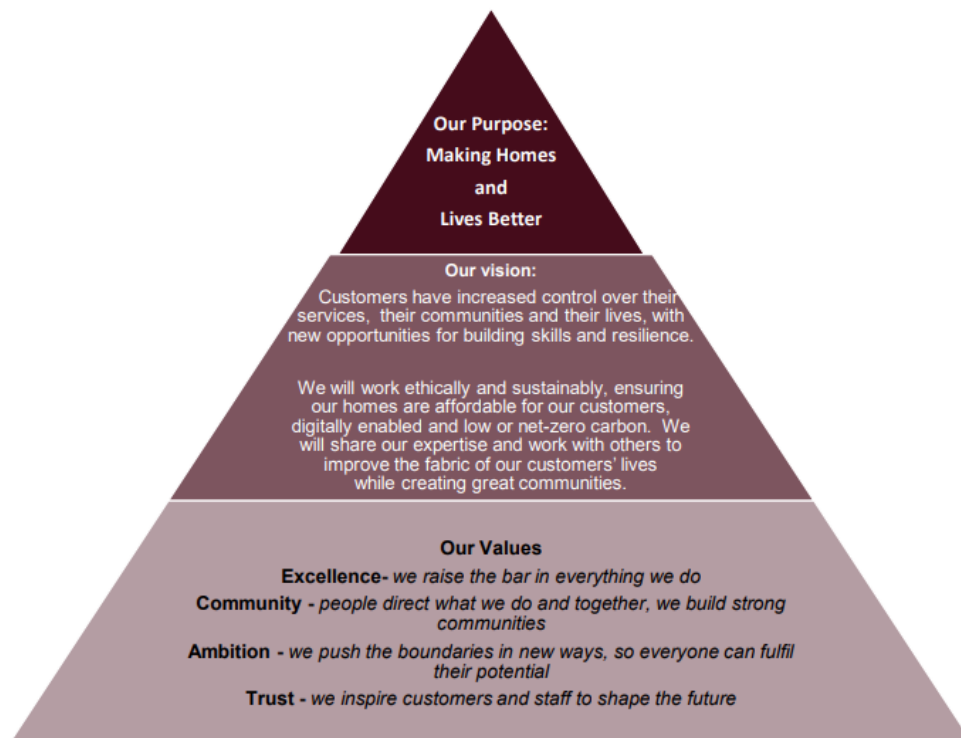 Our Purpose:
Making Homes
and
Lives Better
Our vision:
Customers have increased control over their
services, their communities and their lives, with
new opportunities for building skills and resilience.
We will work ethically and sustainably, ensuring
our homes are affordable for our customers,
digitally enabled and low or net-zero carbon. We
will share our expertise and work with others to
improve the fabric of our customers' lives
while creating great communities.
Our Values
Excellence- we raise the bar in everything we do
Community - people direct what we do and together, we build strong
communities
Ambition - we push the boundaries in new ways, so everyone can fulfil
their potential
Trust - we inspire customers and staff to shape the future